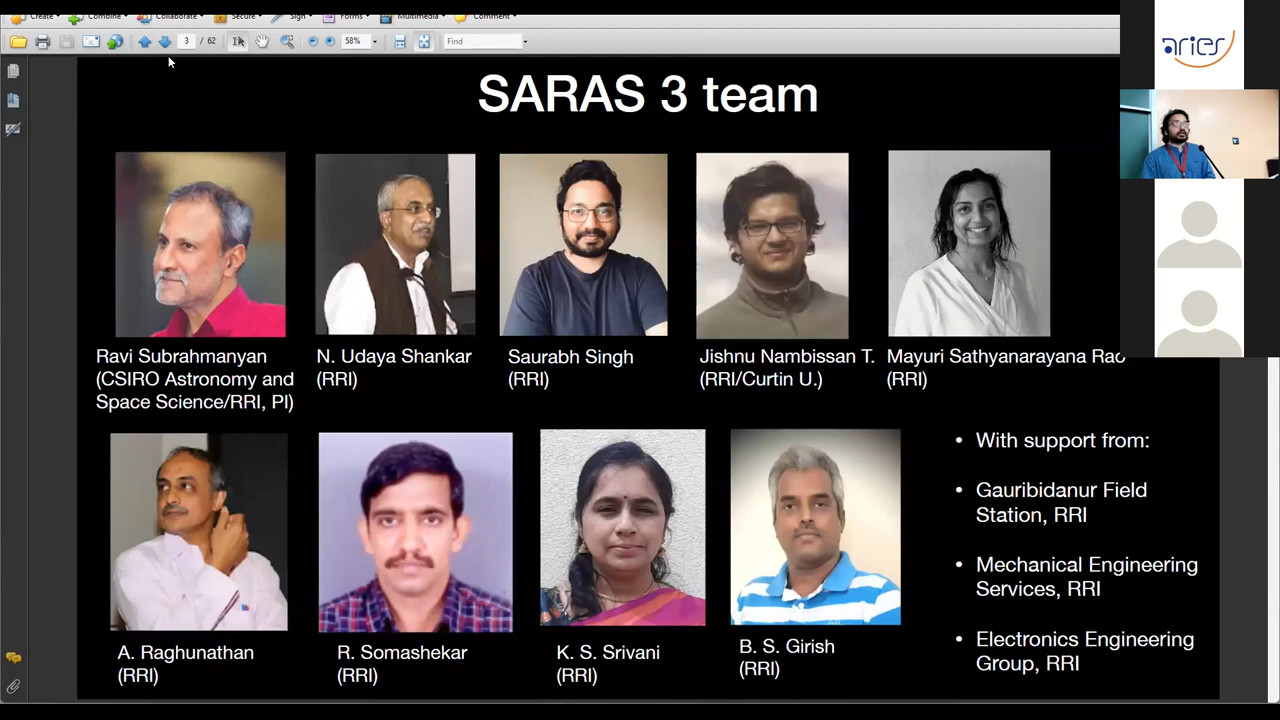 Create
Combine
Collaborate
Secure
Sign
Forms
Multimedia
Comment
3 / 62
58%
Find
aries
SARAS 3 team
Ravi Subrahmanyan
(CSIRO Astronomy and
Space Science/RRI, PI)
N. Udaya Shankar
(RRI)
Saurabh Singh
(RRI)
Jishnu Nambissan T.
(RRI/Curtin U.)
Mayuri Sathyanarayana Rao
(RRI)
A. Raghunathan
(RRI)
R. Somashekar
(RRI)
K. S. Srivani
(RRI)
B. S. Girish
(RRI)
• With support from:
• Gauribidanur Field
Station, RRI
• Mechanical Engineering
Services, RRI
• Electronics Engineering
Group, RRI